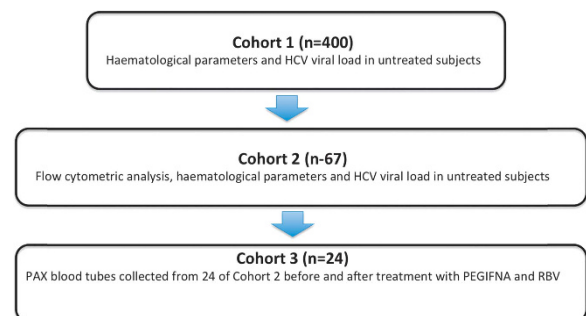 Cohort 1 (n=400)
Haematological parameters and HCV viral load in untreated subjects
Cohort 2 (n-67)
Flow cytometric analysis, haematological parameters and HCV viral load in untreated subjects
Cohort 3 (n=24)
PAX blood tubes collected from 24 of Cohort 2 before and after treatment with PEGIFNA and RBV